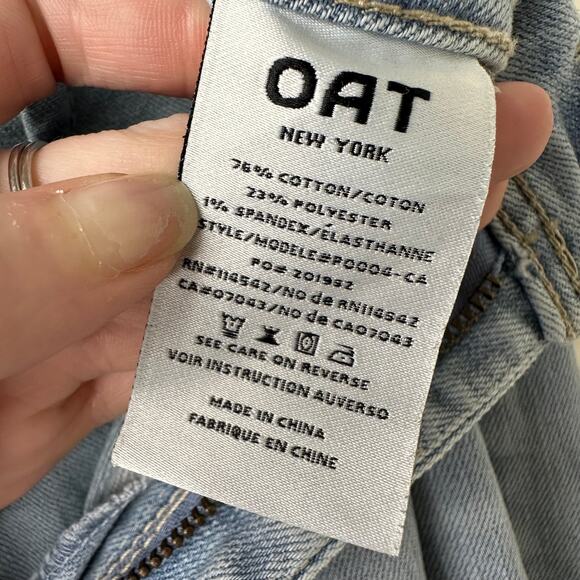 OAT
NEW YORK
76% COTTON/COTON
23% POLYESTER
1% SPANDEX/ÉLASTHANNE
STYLE/MODELE#P0004-CA
PO# 201942
RN#114542/No de RN114542
CA#07043/No de CA07043
SEE CARE ON REVERSE
VOIR INSTRUCTION AUVERSO
MADE IN CHINA
FABRIQUE EN CHINE